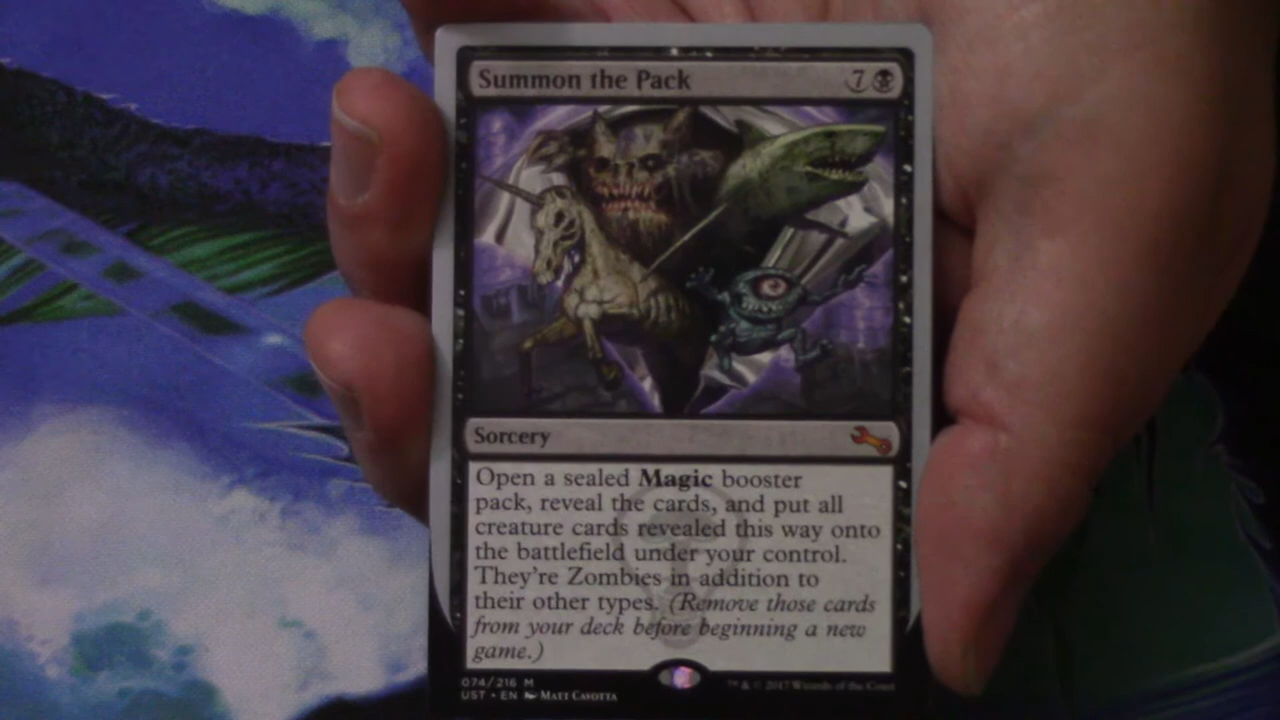 Summon the Pack 7
Sorcery
Open a sealed Magic booster
pack, reveal the cards, and put all
creature cards revealed this way onto
the battlefield under your control.
They're Zombies in addition to
their other types. (Remove those cards
from your deck before beginning a new
game.)
074/216 M
UST • EN MATT CASOTTA ™ & © 2017 Wizards of the Coast